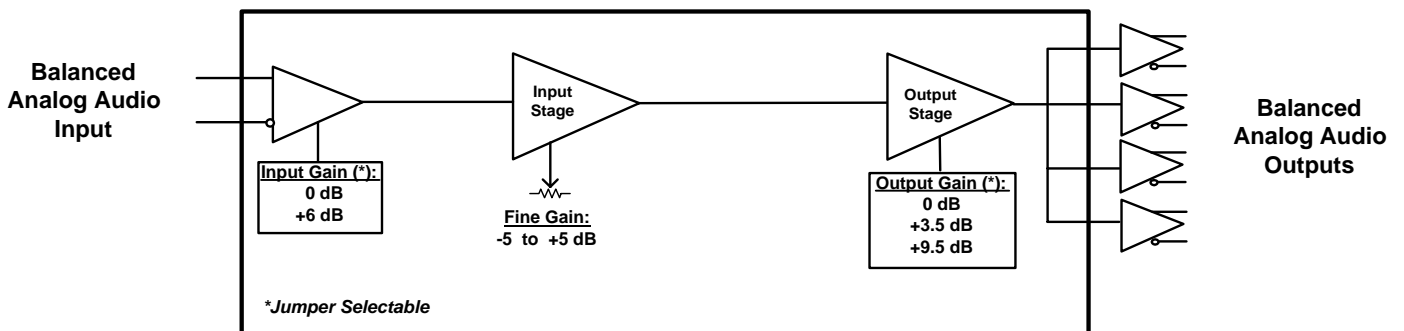 Balanced
Analog Audio
Input
Input Gain (*):
0 dB
+6 dB
Input
Stage
Fine Gain:
-5 to +5 dB
Output
Stage
Output Gain (*):
0 dB
+3.5 dB
+9.5 dB
Balanced
Analog Audio
Outputs
*Jumper Selectable